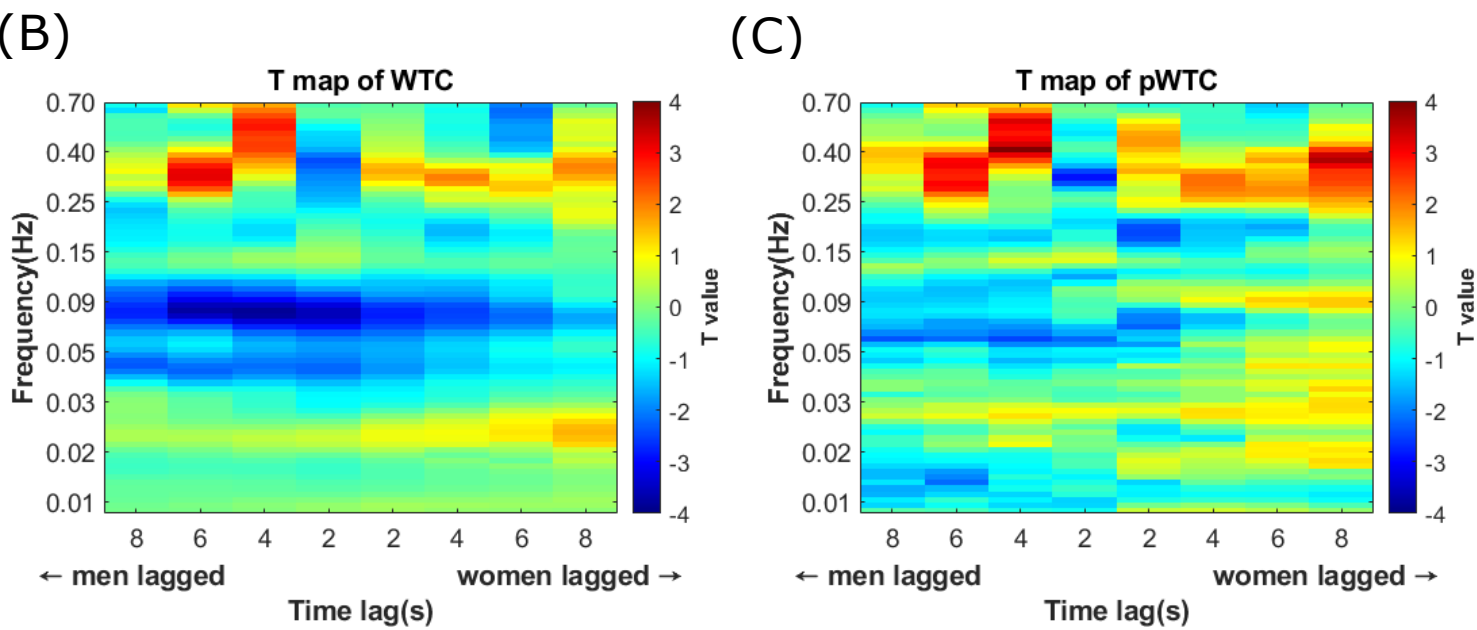 (B)
T map of WTC
0.70
0.40
0.25
0.15
0.09
0.05
0.03
0.02
0.01
Frequency(Hz)
8 6 4 2 2 4 6 8
← men lagged women lagged →
Time lag(s)
4
3
2
1
0
-1
-2
-3
-4
T value
(C)
T map of pWTC
0.70
0.40
0.25
0.15
0.09
0.05
0.03
0.02
0.01
Frequency(Hz)
8 6 4 2 2 4 6 8
← men lagged women lagged →
Time lag(s)
4
3
2
1
0
-1
-2
-3
-4
T value